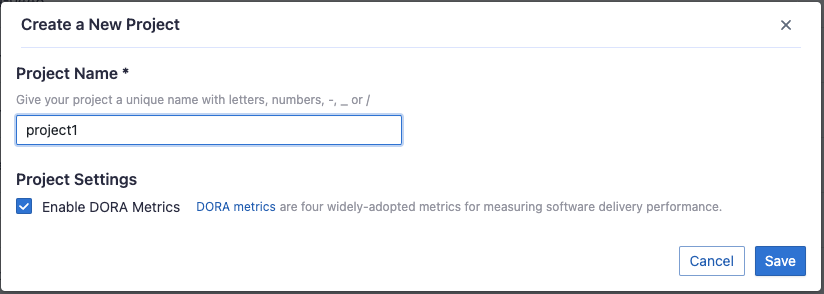 Create a New Project
Project Name *
Give your project a unique name with letters, numbers, -, _ or /
project1
Project Settings
Enable DORA Metrics DORA metrics are four widely-adopted metrics for measuring software delivery performance.
Cancel Save